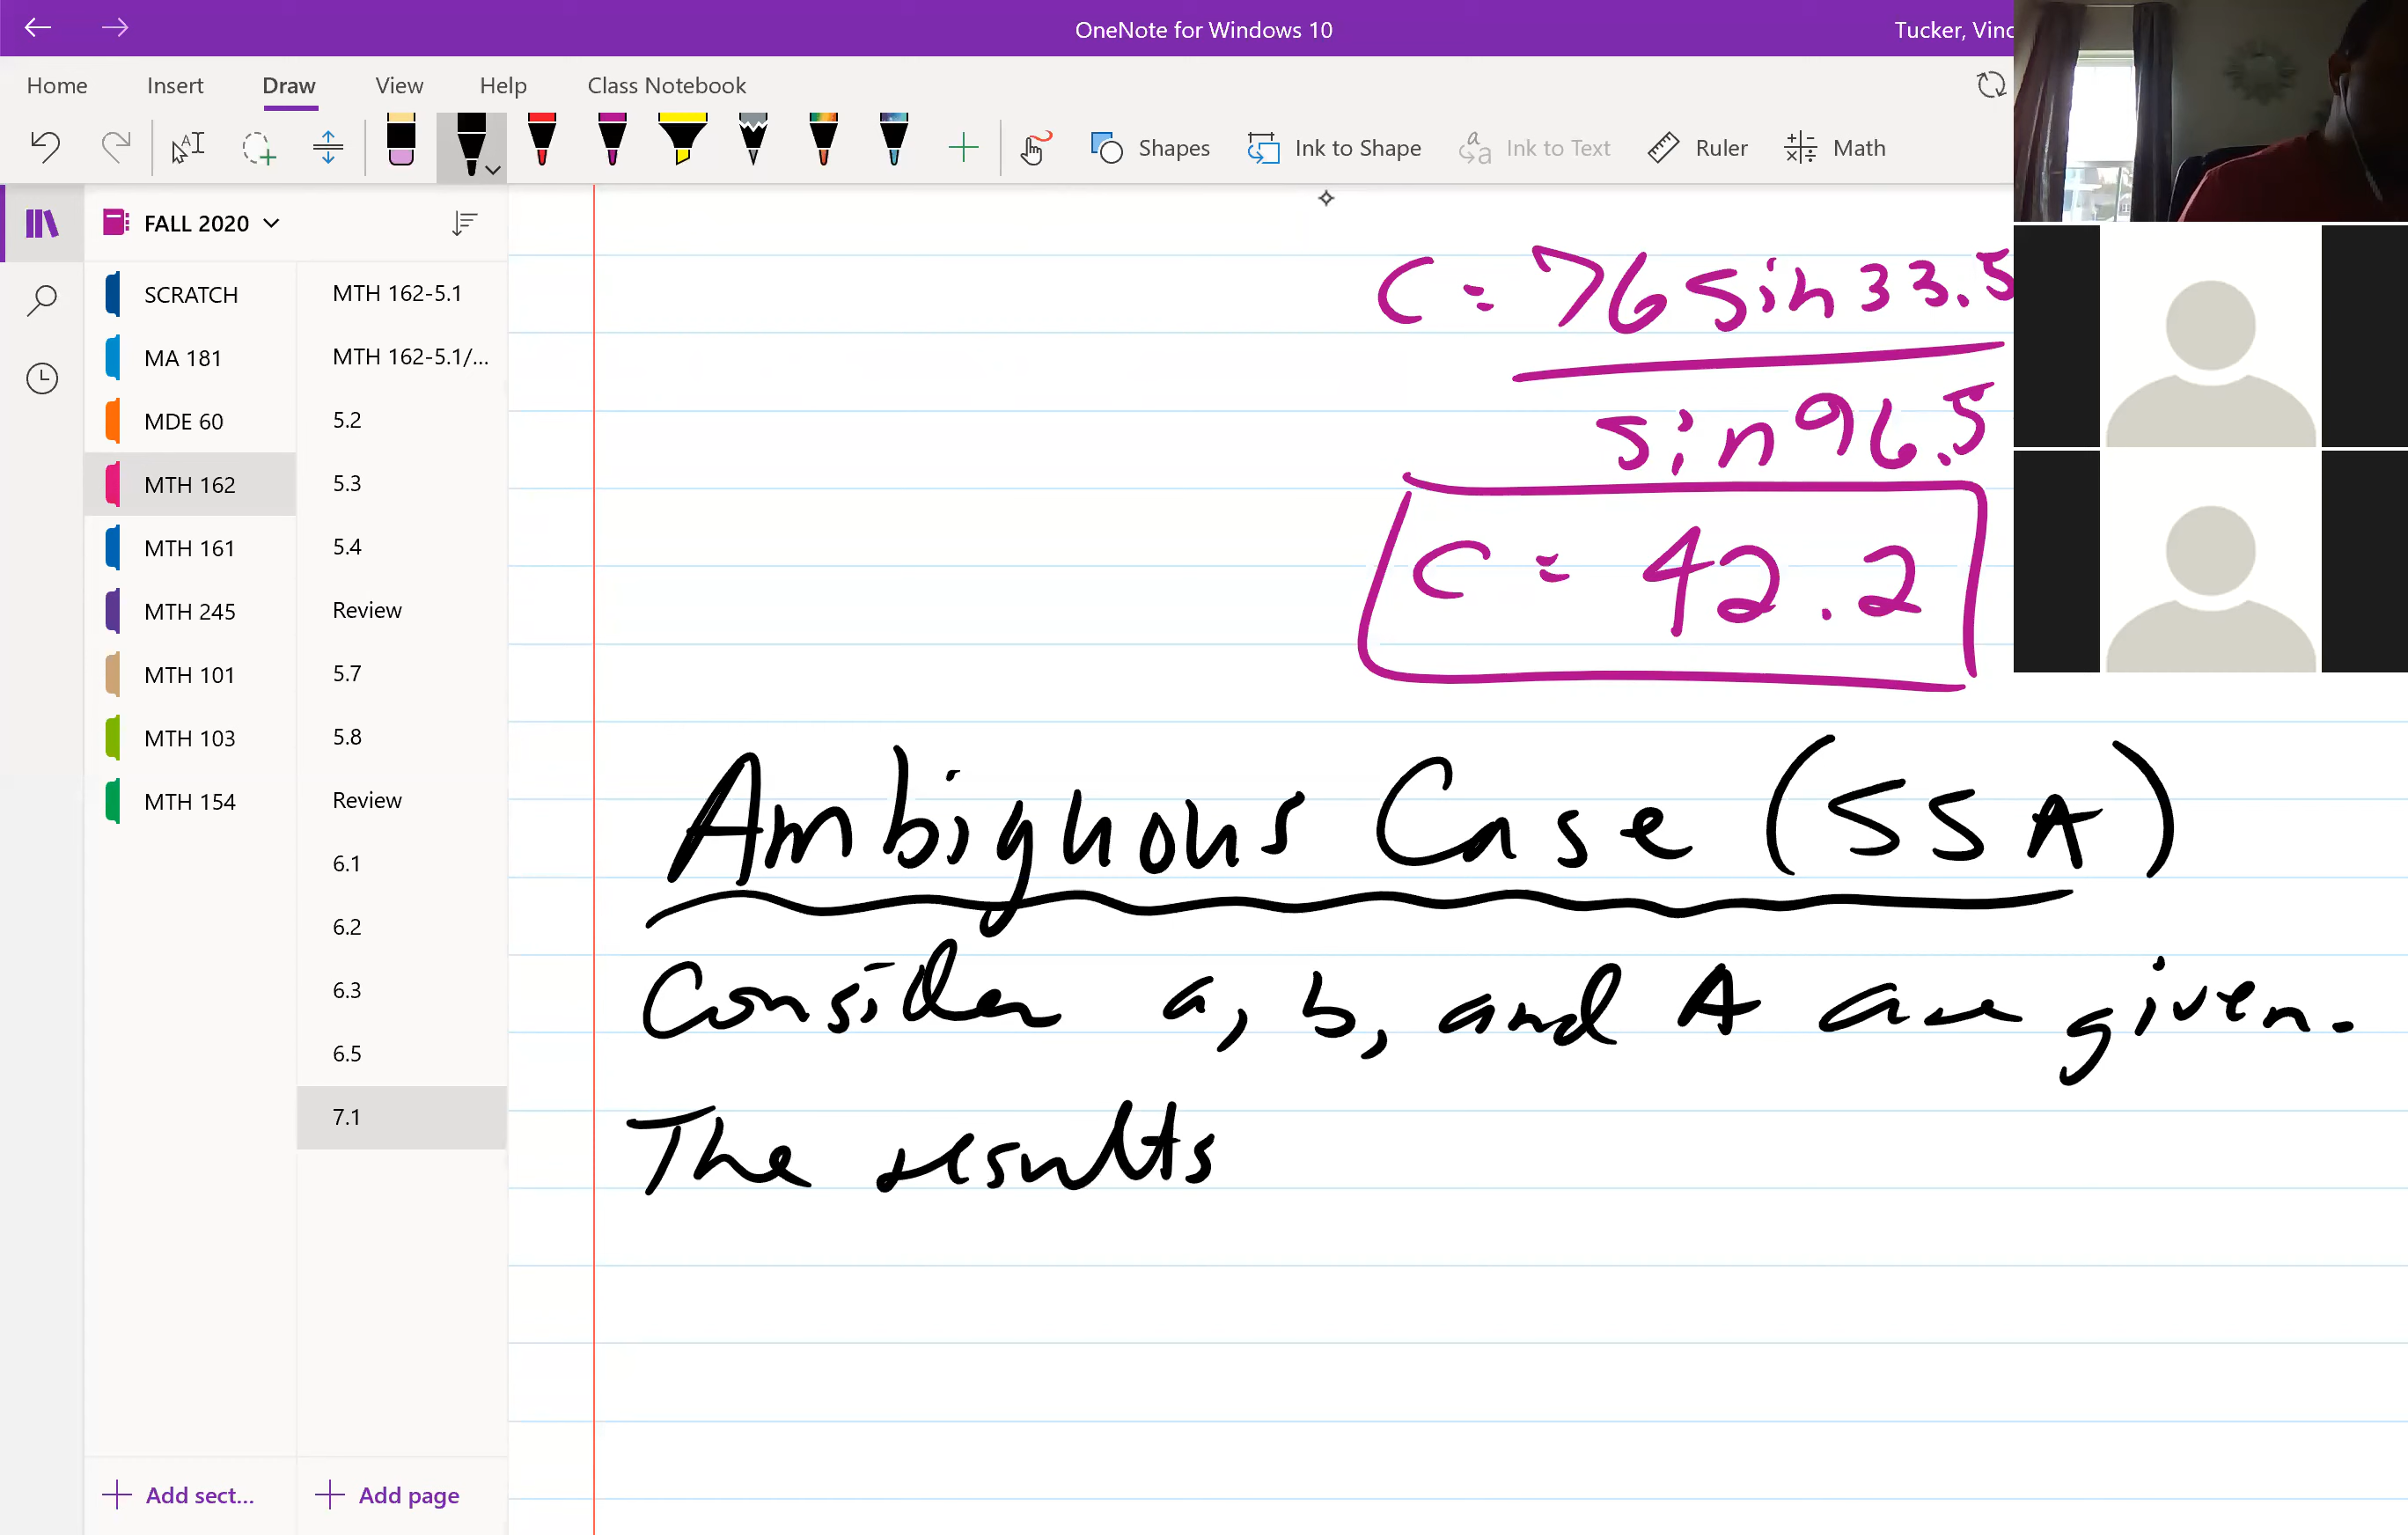 OneNote for Windows 10
Tucker, Vinc
Home Insert Draw View Help Class Notebook
Shapes Ink to Shape Ink to Text Ruler Math
FALL 2020
SCRATCH
MA 181
MDE 60
MTH 162
MTH 161
MTH 245
MTH 101
MTH 103
MTH 154
Add sect...
MTH 162-5.1
MTH 162-5.1/...
5.2
5.3
5.4
Review
5.7
5.8
Review
6.1
6.2
6.3
6.5
7.1
Add page
C = 76 sin 33.5
sin 96.5
C = 42.2
Ambiguous Case (SSA)
Consider a, b, and A are given.
The results